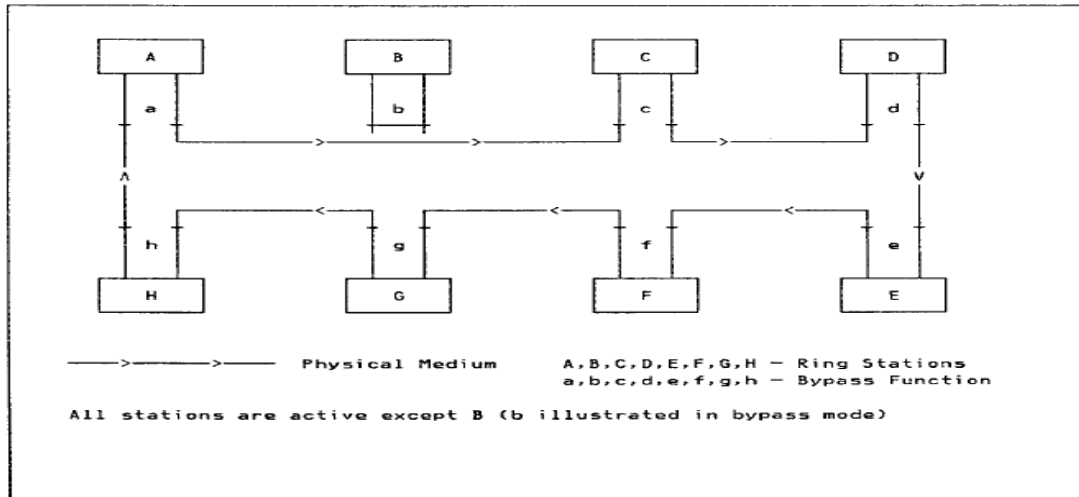 A B C D
a b c d
h g f e
H G F E
Physical Medium A,B,C,D,E,F,G,H – Ring Stations
a,b,c,d,e,f,g,h – Bypass Function
All stations are active except B (b illustrated in bypass mode)